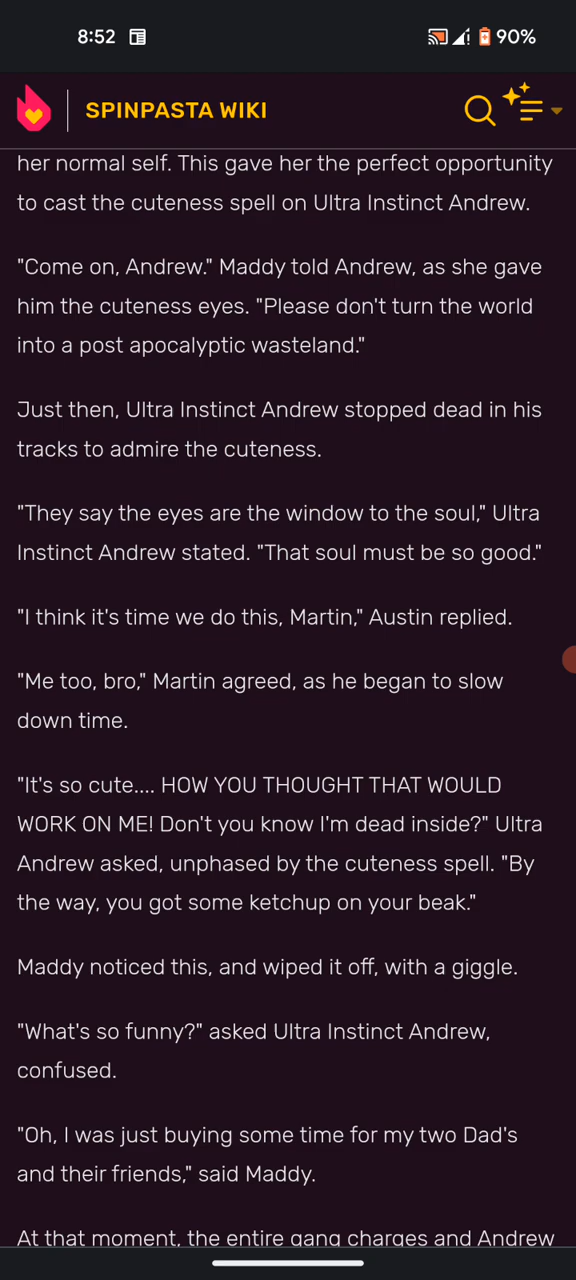 8:52
90%
SPINPASTA WIKI
her normal self. This gave her the perfect opportunity
to cast the cuteness spell on Ultra Instinct Andrew.
"Come on, Andrew." Maddy told Andrew, as she gave
him the cuteness eyes. "Please don't turn the world
into a post apocalyptic wasteland."
Just then, Ultra Instinct Andrew stopped dead in his
tracks to admire the cuteness.
"They say the eyes are the window to the soul," Ultra
Instinct Andrew stated. "That soul must be so good."
"I think it's time we do this, Martin," Austin replied.
"Me too, bro," Martin agreed, as he began to slow
down time.
"It's so cute.... HOW YOU THOUGHT THAT WOULD
WORK ON ME! Don't you know I'm dead inside?" Ultra
Andrew asked, unphased by the cuteness spell. "By
the way, you got some ketchup on your beak."
Maddy noticed this, and wiped it off, with a giggle.
"What's so funny?" asked Ultra Instinct Andrew,
confused.
"Oh, I was just buying some time for my two Dad's
and their friends," said Maddy.
At that moment, the entire gang charges and Andrew